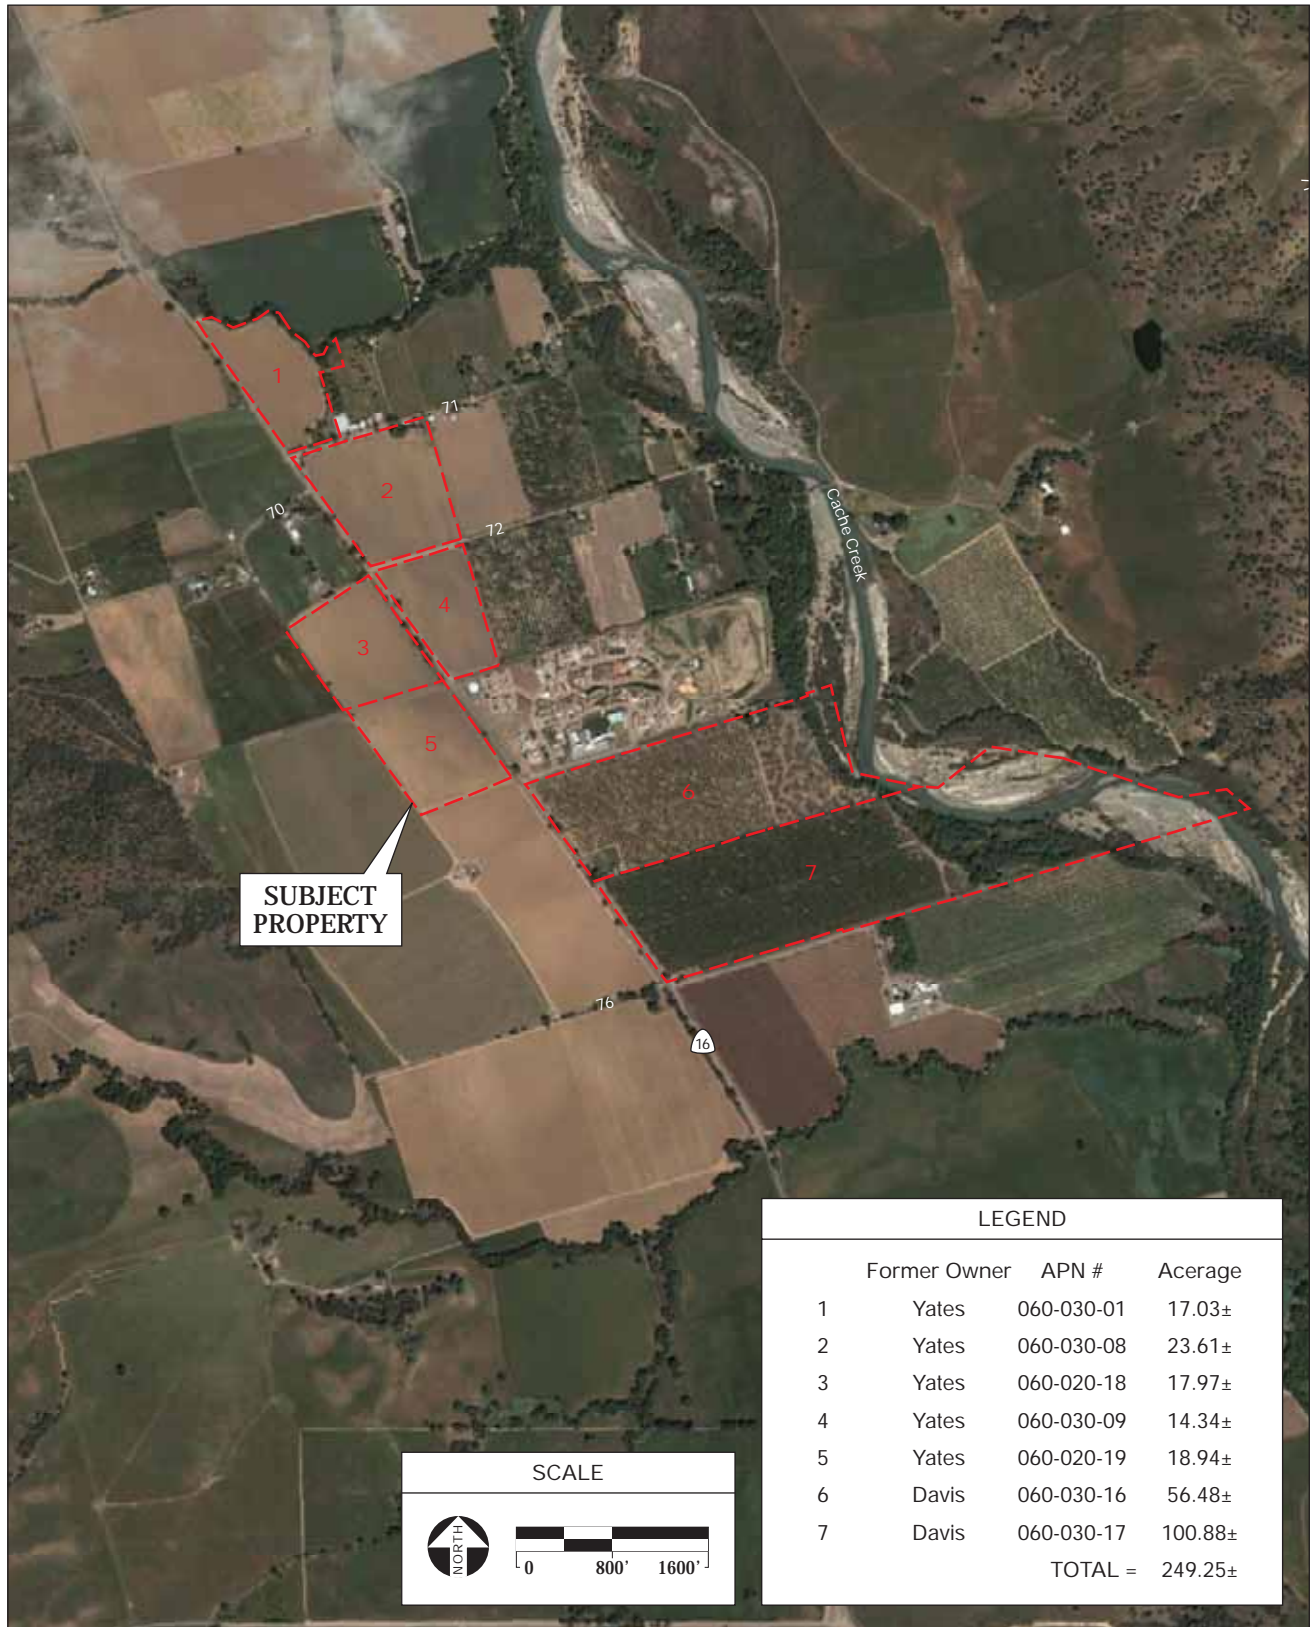 1
71
2
70
72
Cache Creek
4
3
5
6
7
SUBJECT
PROPERTY
76
16
LEGEND
Former Owner APN # Acerage
1 Yates 060-030-01 17.03±
2 Yates 060-030-08 23.61±
3 Yates 060-020-18 17.97±
4 Yates 060-030-09 14.34±
5 Yates 060-020-19 18.94±
6 Davis 060-030-16 56.48±
7 Davis 060-030-17 100.88±
TOTAL = 249.25±
SCALE
NORTH
0 800’ 1600’